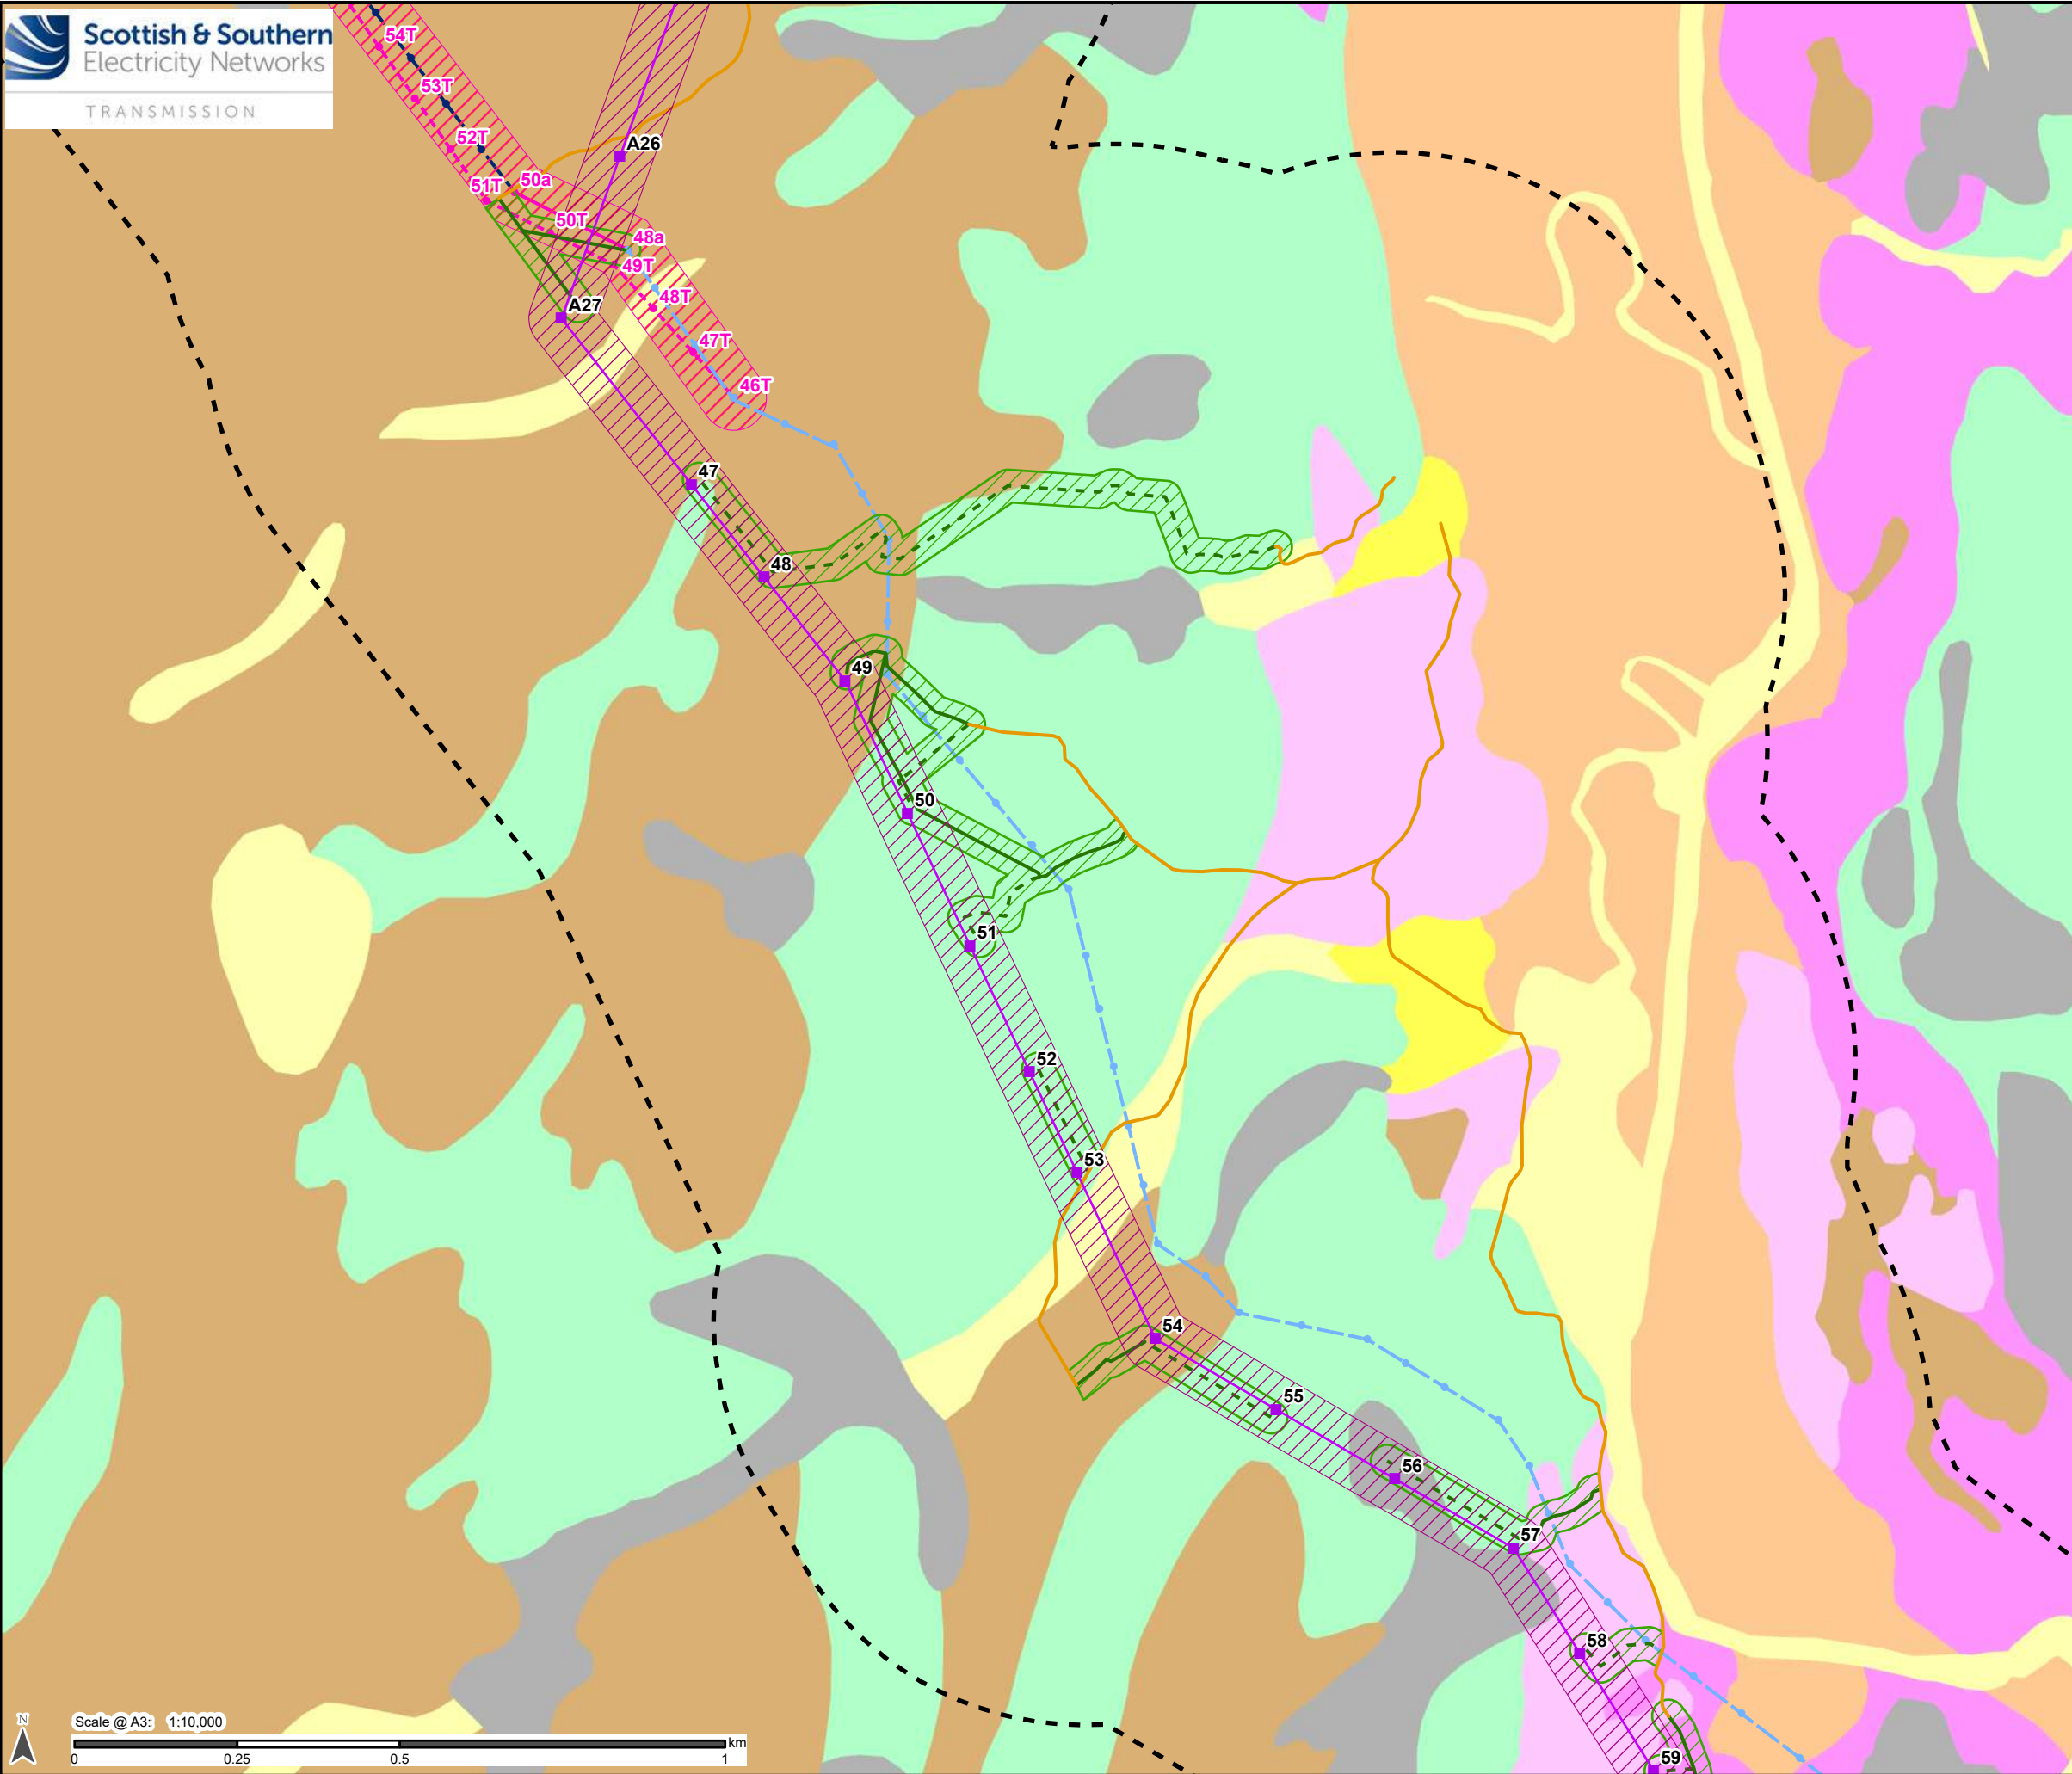 Scottish & Southern
Electricity Networks
TRANSMISSION
54T
53T
52T
51T
50a
A26
50T
48a
49T
48T
A27
47T
46T
47
48
49
50
51
52
53
54
55
56
57
58
59
N
Scale @ A3: 1:10,000
km
0 0.25 0.5 1